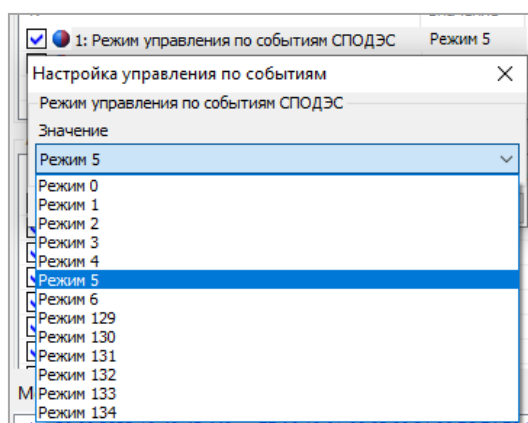 1: Режим управления по событиям СПОДЭС Режим 5
Настройка управления по событиям
Режим управления по событиям СПОДЭС
Значение
Режим 5
Режим 0
Режим 1
Режим 2
Режим 3
Режим 4
Режим 5
Режим 6
Режим 129
Режим 130
Режим 131
Режим 132
Режим 133
Режим 134